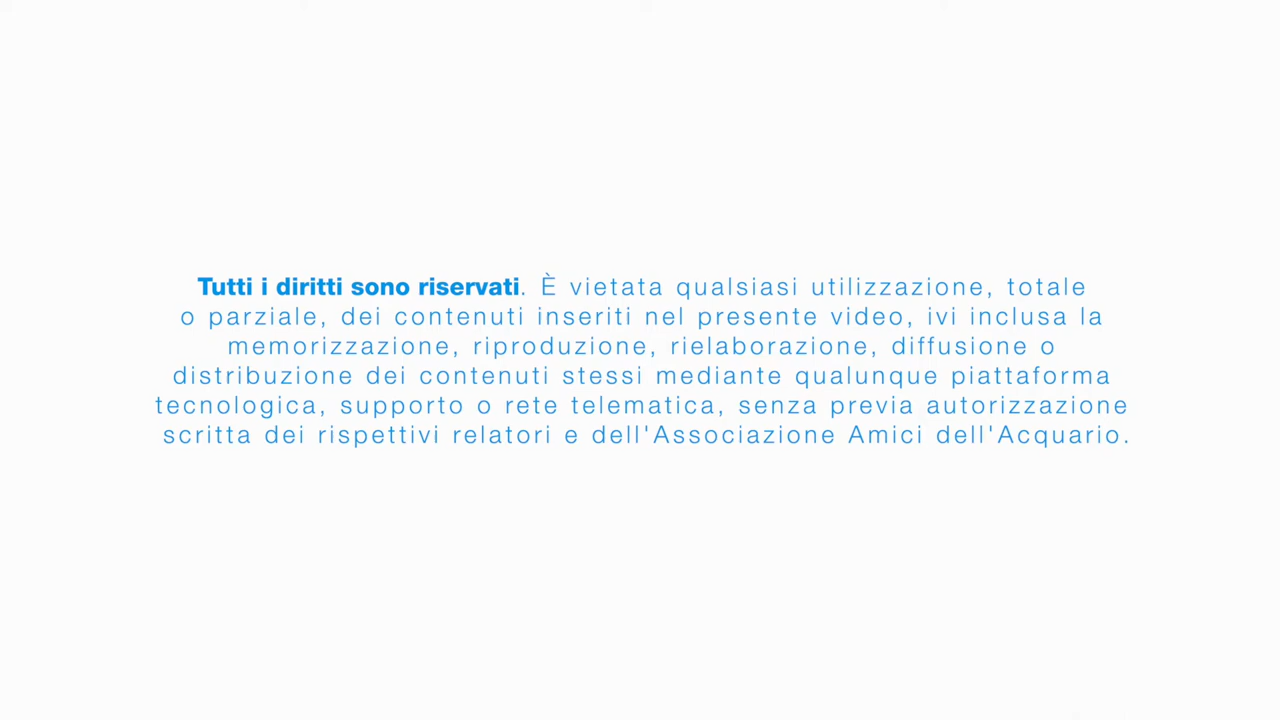 Tutti i diritti sono riservati. È vietata qualsiasi utilizzazione, totale
o parziale, dei contenuti inseriti nel presente video, ivi inclusa la
memorizzazione, riproduzione, rielaborazione, diffusione o
distribuzione dei contenuti stessi mediante qualunque piattaforma
tecnologica, supporto o rete telematica, senza previa autorizzazione
scritta dei rispettivi relatori e dell'Associazione Amici dell'Acquario.